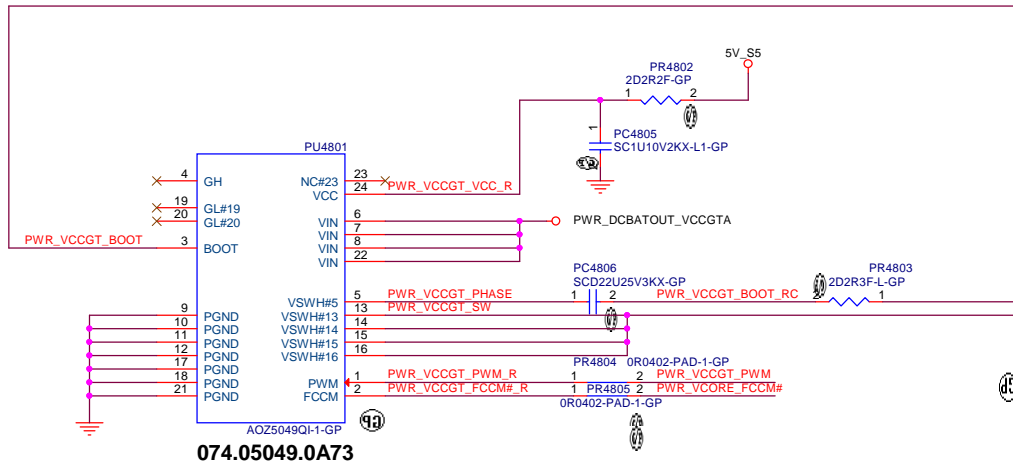 5V_S5
PR4802
2D2R2F-GP
1
2
PC4805
SC1U10V2KX-L1-GP
1
PU4801
4
GH
NC#23
23
VCC
24
PWR_VCCGT_VCC_R
19
GL#19
20
GL#20
VIN
6
PWR_DCBATOUT_VCCGTA
VIN
7
PWR_VCCGT_BOOT
3
BOOT
VIN
8
VIN
22
PC4806
SCD22U25V3KX-GP
PR4803
2D2R3F-L-GP
VSWH#5
5
PWR_VCCGT_PHASE
1
2
PWR_VCCGT_BOOT_RC
2
1
9
PGND
VSWH#13
13
PWR_VCCGT_SW
10
PGND
VSWH#14
14
11
PGND
VSWH#15
15
12
PGND
VSWH#16
16
17
PGND
PR4804
0R0402-PAD-1-GP
18
PGND
PWM
1
PWR_VCCGT_PWM_R
1
2
PWR_VCCGT_PWM
21
PGND
FCCM
2
PWR_VCCGT_FCCM#_R
1
PR4805
2
PWR_VCORE_FCCM#
0R0402-PAD-1-GP
AOZ5049QI-1-GP
074.05049.0A73